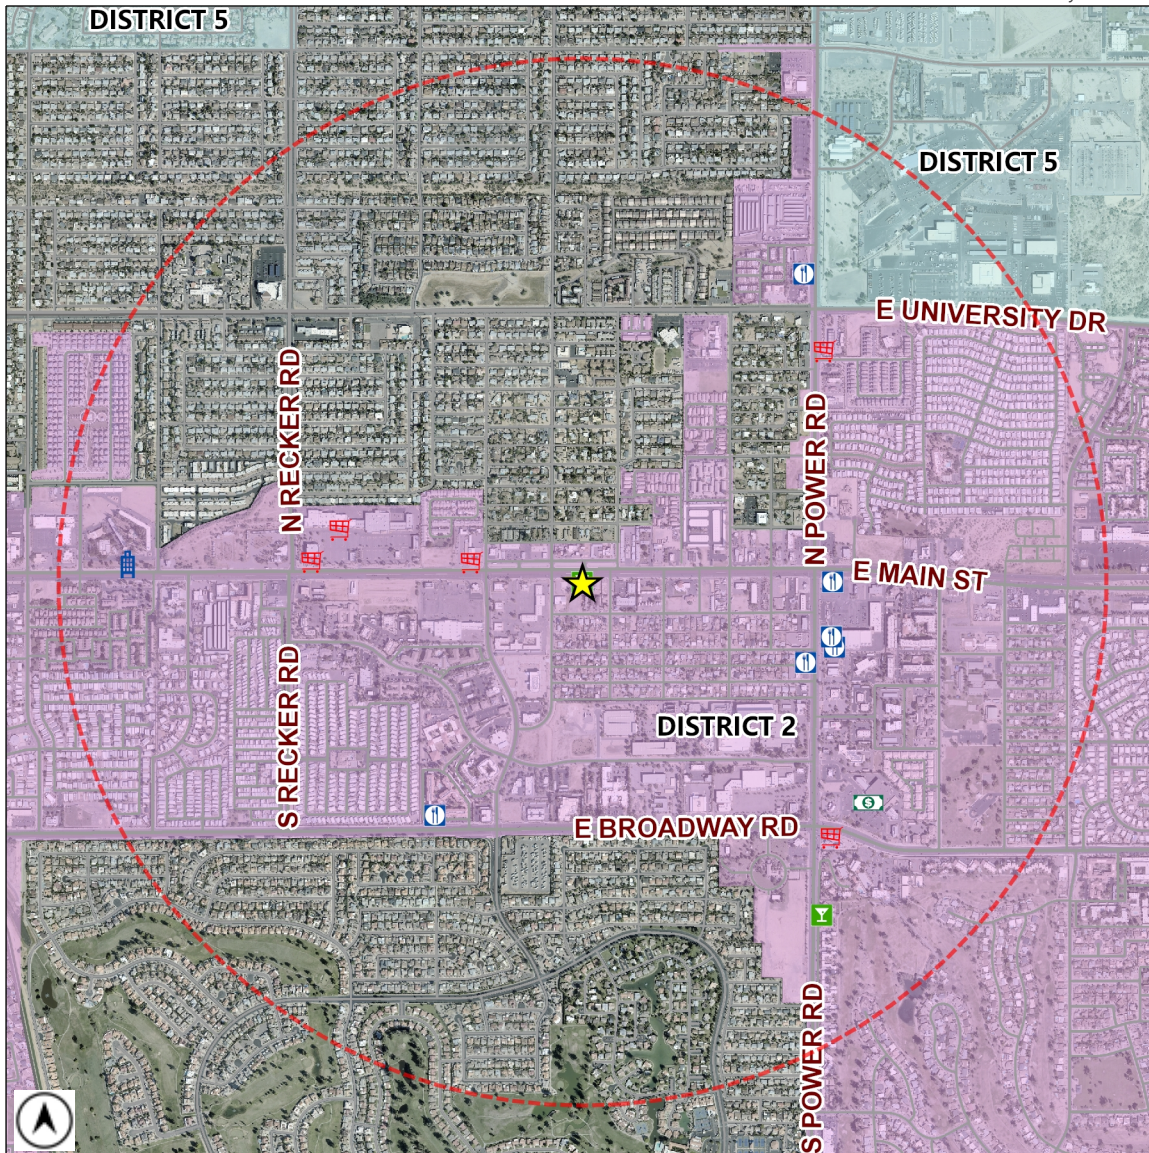 DISTRICT 5
DISTRICT 5
E UNIVERSITY DR
N RECKER RD
N POWER RD
E MAIN ST
S RECKER RD
DISTRICT 2
$
E BROADWAY RD
S POWER RD